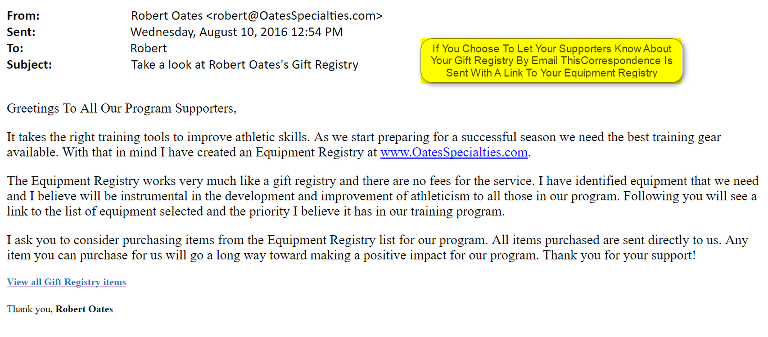 From: Robert Oates <robert@OatesSpecialties.com>
Sent: Wednesday, August 10, 2016 12:54 PM
To: Robert
Subject: Take a look at Robert Oates's Gift Registry
If You Choose To Let Your Supporters Know About
Your Gift Registry By Email ThisCorrespondence Is
Sent With A Link To Your Equipment Registry
Greetings To All Our Program Supporters,
It takes the right training tools to improve athletic skills. As we start preparing for a successful season we need the best training gear
available. With that in mind I have created an Equipment Registry at www.OatesSpecialties.com.
The Equipment Registry works very much like a gift registry and there are no fees for the service. I have identified equipment that we need
and I believe will be instrumental in the development and improvement of athleticism to all those in our program. Following you will see a
link to the list of equipment selected and the priority I believe it has in our training program.
I ask you to consider purchasing items from the Equipment Registry list for our program. All items purchased are sent directly to us. Any
item you can purchase for us will go a long way toward making a positive impact for our program. Thank you for your support!
View all Gift Registry items
Thank you, Robert Oates